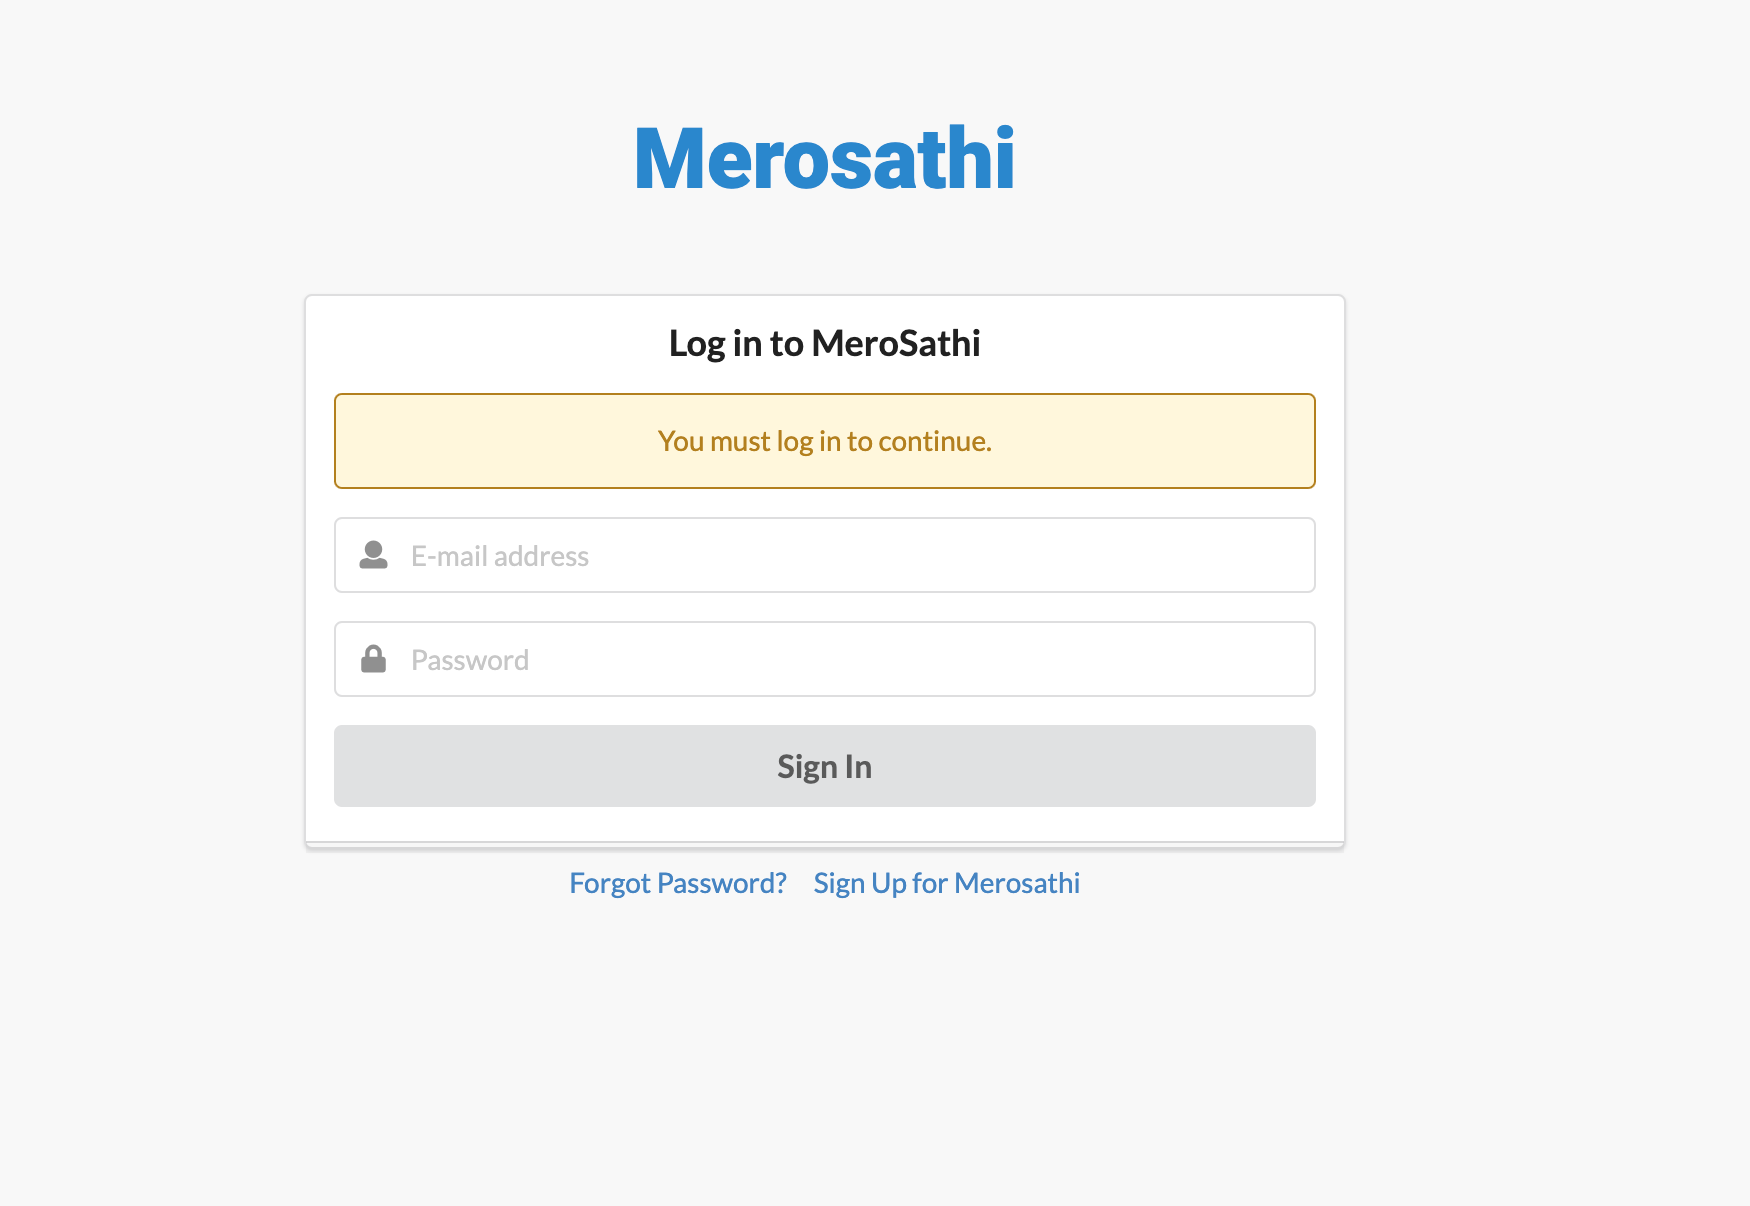 Merosathi
Log in to MeroSathi
You must log in to continue.
E-mail address
Password
Sign In
Forgot Password? Sign Up for Merosathi